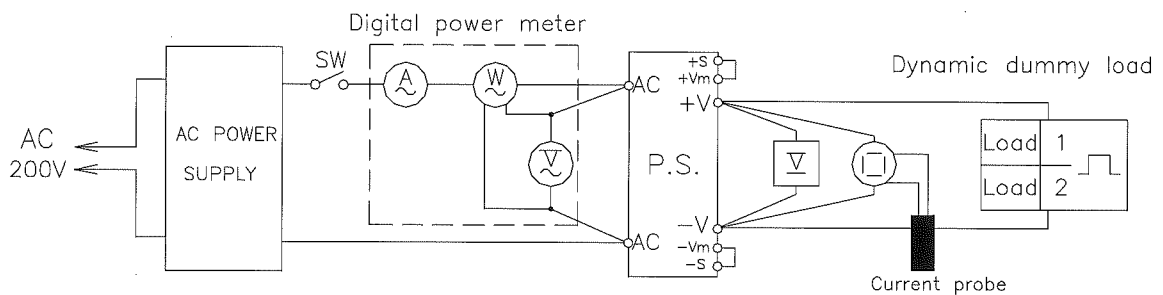 Digital power meter
SW
A
W
V
AC
200V
AC POWER
SUPPLY
AC
AC
P.S.
+S
+Vm
+V
-V
-Vm
-S
V
Dynamic dummy load
Load 1
Load 2
Current probe